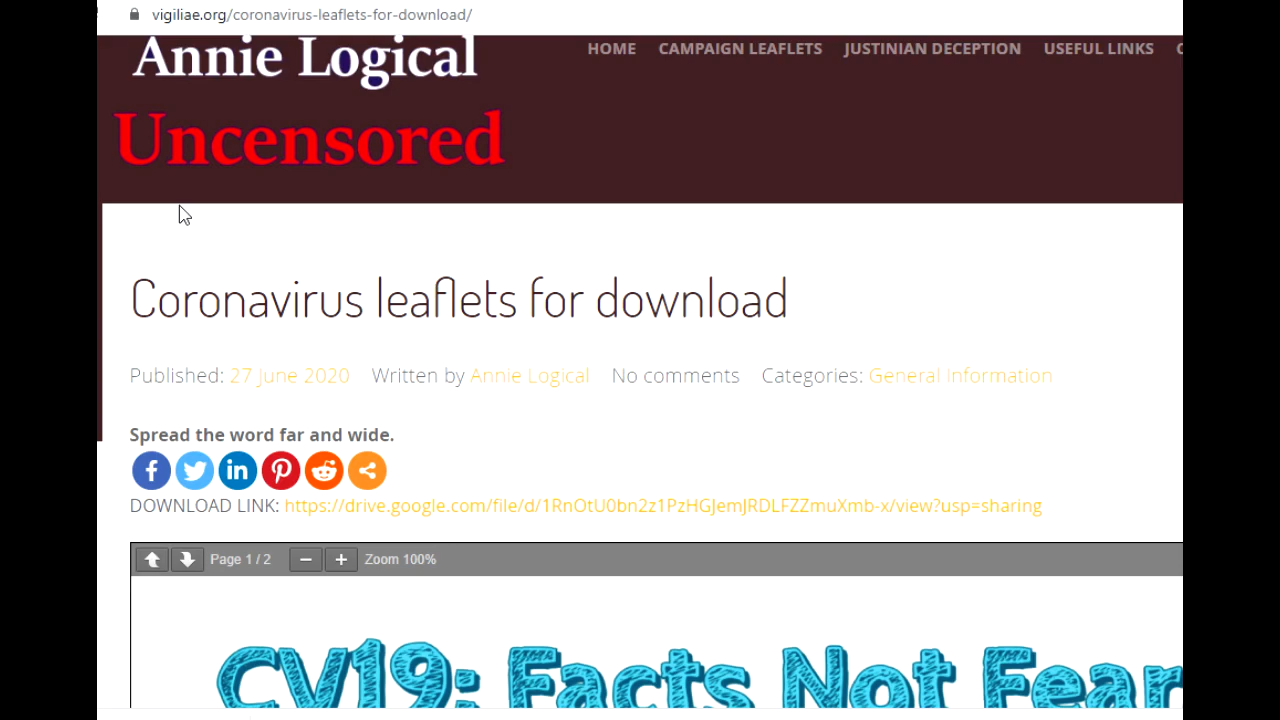 vigiliae.org/coronavirus-leaflets-for-download/
Annie Logical
HOME CAMPAIGN LEAFLETS JUSTINIAN DECEPTION USEFUL LINKS
Uncensored
Coronavirus leaflets for download
Published: 27 June 2020 Written by Annie Logical No comments Categories: General Information
Spread the word far and wide.
DOWNLOAD LINK: https://drive.google.com/file/d/1RnOtU0bn2z1PzHGJemJRDLFZZmuXmb-x/view?usp=sharing
Page 1 / 2 Zoom 100%
CV19: Facts Not Fear